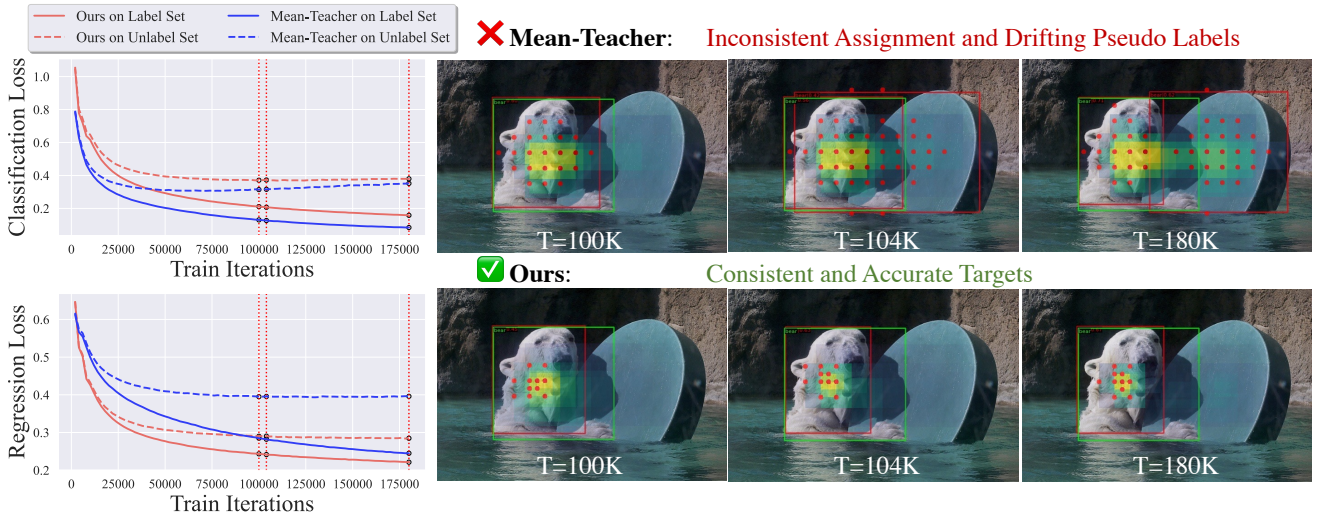 Ours on Label Set
Mean-Teacher on Label Set
Ours on Unlabel Set
Mean-Teacher on Unlabel Set
Classification Loss
1.0
0.8
0.6
0.4
0.2
0 25000 50000 75000 100000 125000 150000 175000
Train Iterations
Regression Loss
0.6
0.5
0.4
0.3
0.2
0 25000 50000 75000 100000 125000 150000 175000
Train Iterations
Mean-Teacher: Inconsistent Assignment and Drifting Pseudo Labels
T=100K
T=104K
T=180K
Ours: Consistent and Accurate Targets
bear
bear
bear
T=100K
T=104K
T=180K